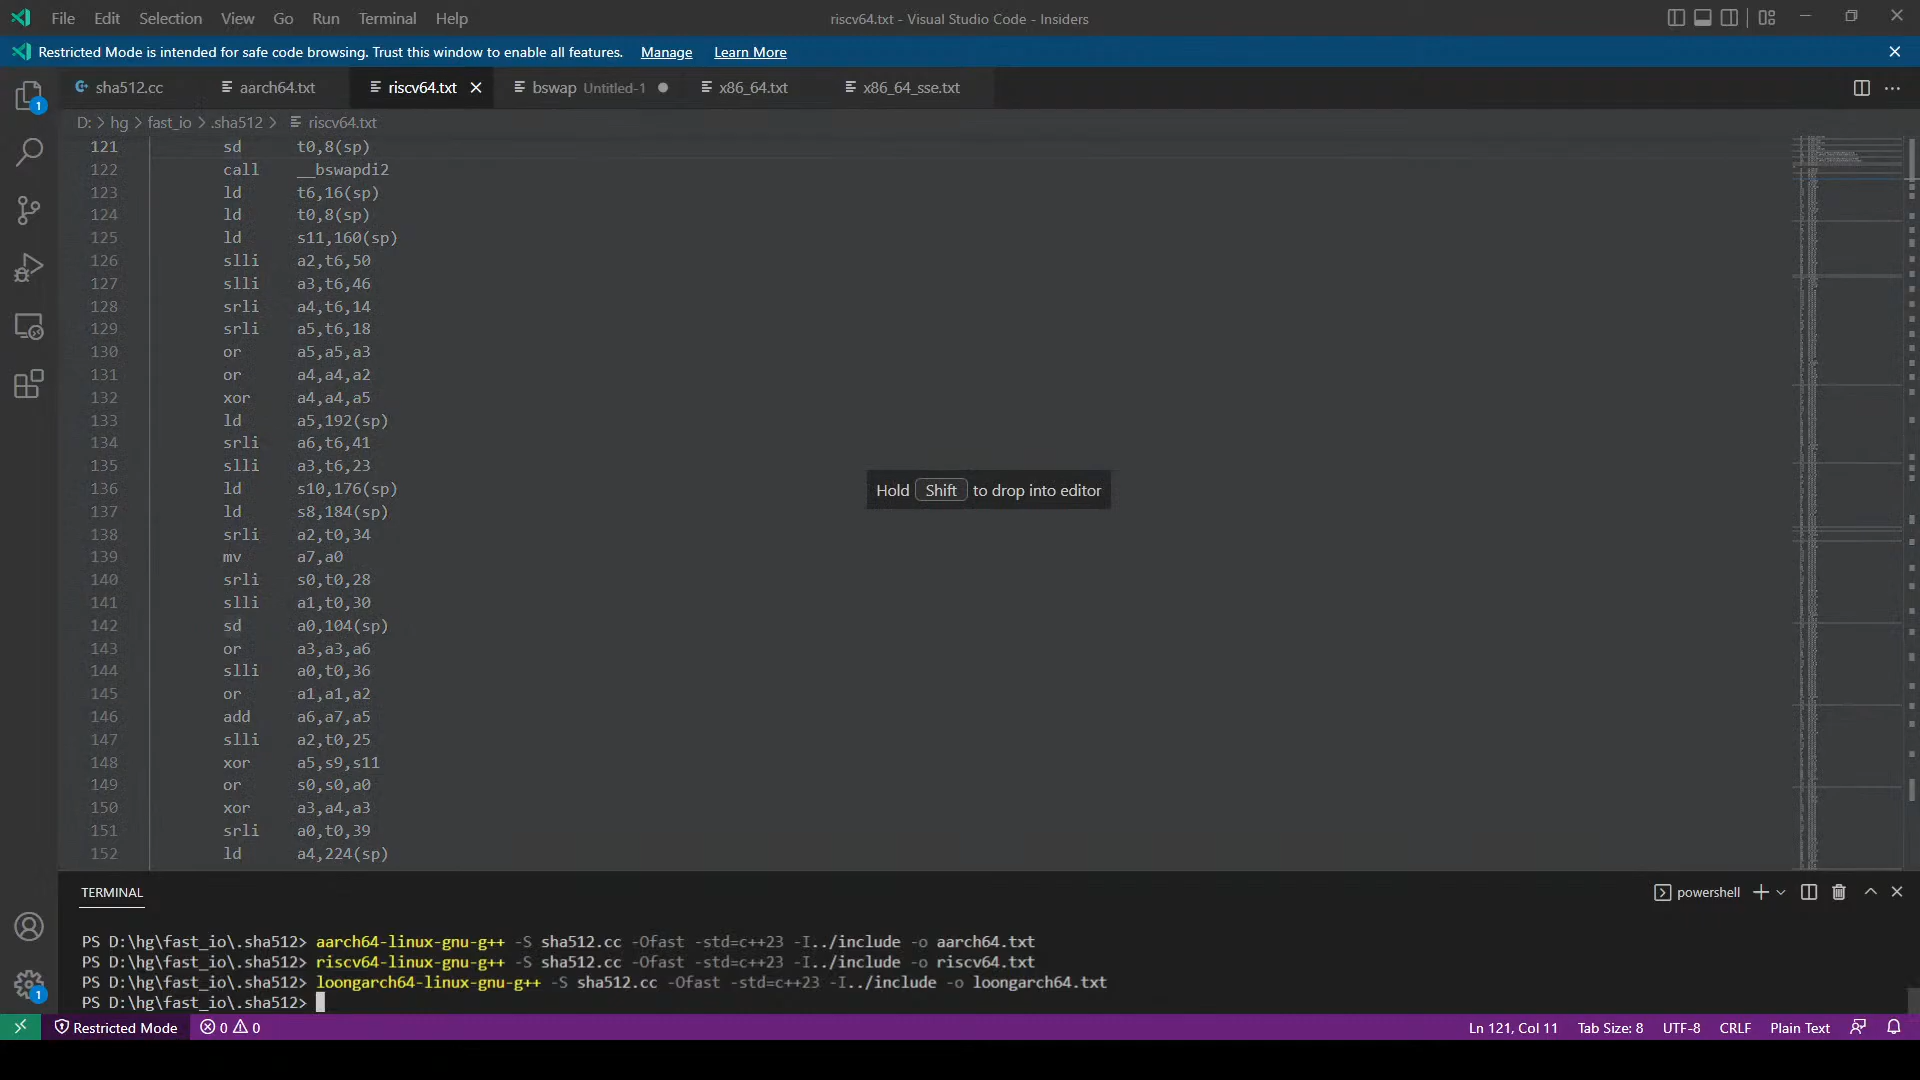 File Edit Selection View Go Run Terminal Help
riscv64.txt - Visual Studio Code - Insiders
Restricted Mode is intended for safe code browsing. Trust this window to enable all features. Manage Learn More
sha512.cc aarch64.txt riscv64.txt bswap Untitled-1 x86_64.txt x86_64_sse.txt
D: > hg > fast_io > .sha512 > riscv64.txt
121 sd t0,8(sp)
122 call __bswapdi2
123 ld t6,16(sp)
124 ld t0,8(sp)
125 ld s11,160(sp)
126 slli a2,t6,50
127 slli a3,t6,46
128 srli a4,t6,14
129 srli a5,t6,18
130 or a5,a5,a3
131 or a4,a4,a2
132 xor a4,a4,a5
133 ld a5,192(sp)
134 srli a6,t6,41
135 slli a3,t6,23
136 ld s10,176(sp)
137 ld s8,184(sp)
138 srli a2,t0,34
139 mv a7,a0
140 srli s0,t0,28
141 slli a1,t0,30
142 sd a0,104(sp)
143 or a3,a3,a6
144 slli a0,t0,36
145 or a1,a1,a2
146 add a6,a7,a5
147 slli a2,t0,25
148 xor a5,s9,s11
149 or s0,s0,a0
150 xor a3,a4,a3
151 srli a0,t0,39
152 ld a4,224(sp)
Hold Shift to drop into editor
1
TERMINAL
powershell
PS D:\hg\fast_io\.sha512> aarch64-linux-gnu-g++ -S sha512.cc -Ofast -std=c++23 -I../include -o aarch64.txt
PS D:\hg\fast_io\.sha512> riscv64-linux-gnu-g++ -S sha512.cc -Ofast -std=c++23 -I../include -o riscv64.txt
PS D:\hg\fast_io\.sha512> loongarch64-linux-gnu-g++ -S sha512.cc -Ofast -std=c++23 -I../include -o loongarch64.txt
PS D:\hg\fast_io\.sha512>
1
Restricted Mode 0 0 Ln 121, Col 11 Tab Size: 8 UTF-8 CRLF Plain Text